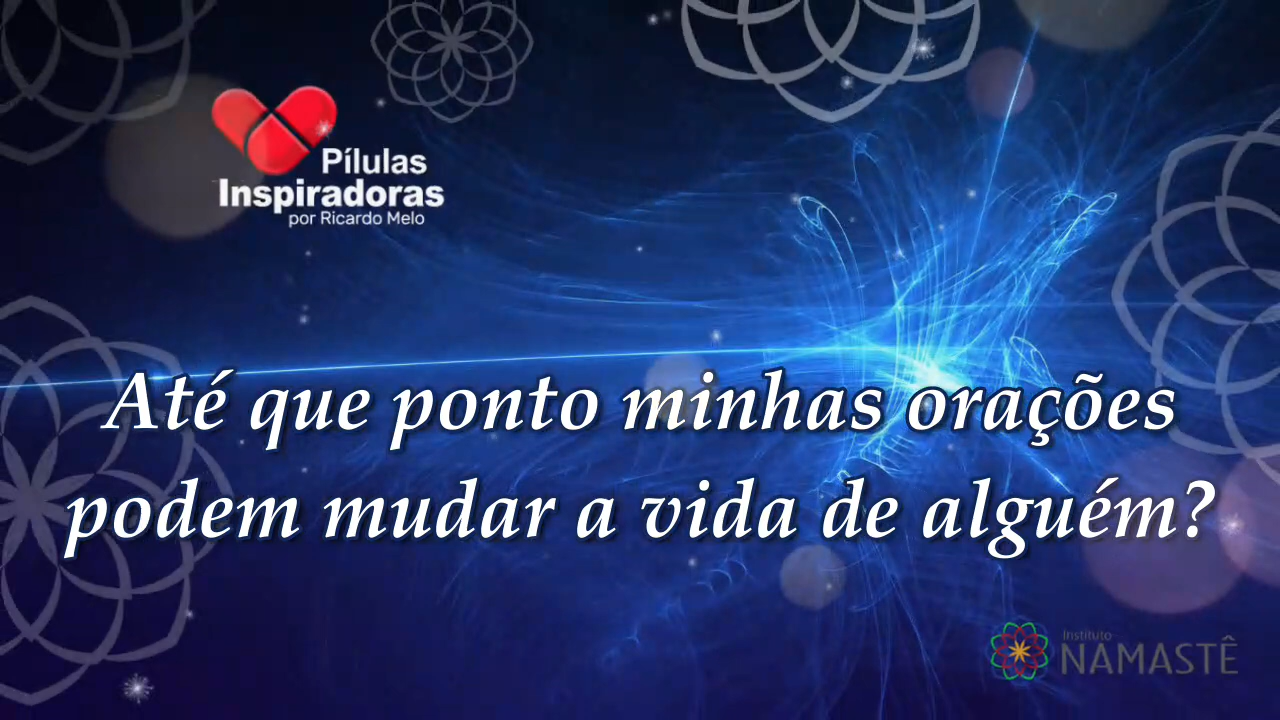 Pílulas
Inspiradoras
por Ricardo Melo
Até que ponto minhas orações
podem mudar a vida de alguém?
Instituto
NAMASTÊ